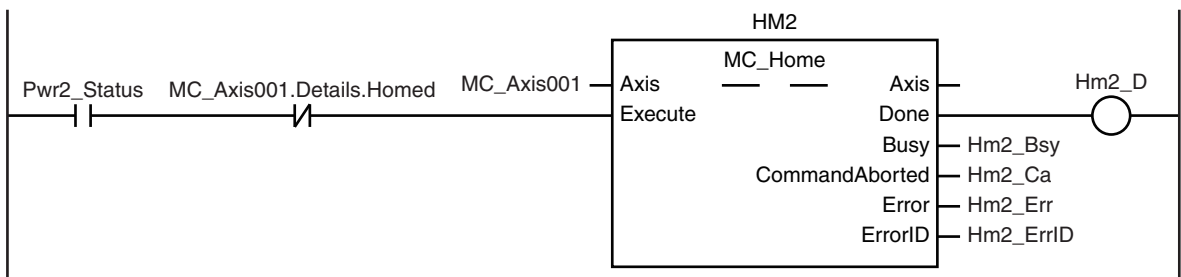 HM2
MC_Home
Pwr2_Status MC_Axis001.Details.Homed MC_Axis001 Axis Axis Hm2_D
Execute Done
Busy Hm2_Bsy
CommandAborted Hm2_Ca
Error Hm2_Err
ErrorID Hm2_ErrID